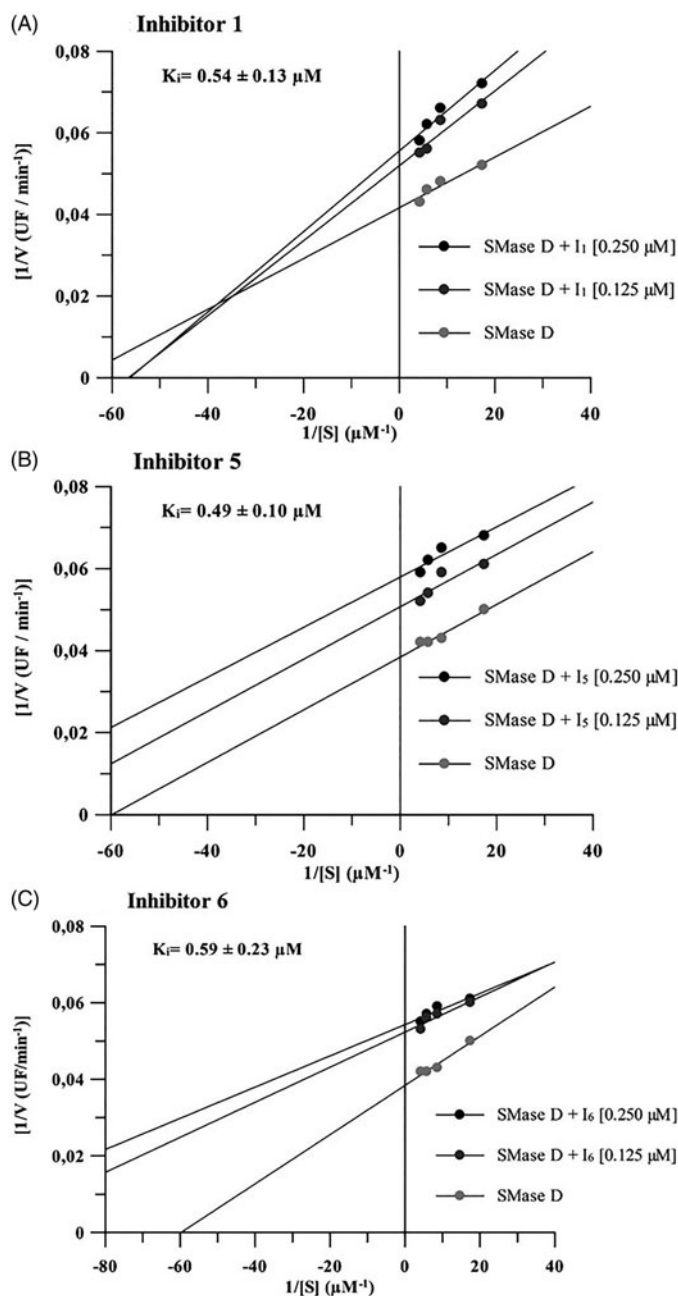 (A)
Inhibitor 1
Kᵢ= 0.54 ± 0.13 µM
0,08
0,06
0,04
0,02
0
[1/V (UF / min⁻¹)]
SMase D + I₁ [0.250 µM]
SMase D + I₁ [0.125 µM]
SMase D
-60 -40 -20 0 20 40
1/[S] (µM⁻¹)
(B)
Inhibitor 5
Kᵢ= 0.49 ± 0.10 µM
0,08
0,06
0,04
0,02
0
[1/V (UF / min⁻¹)]
SMase D + I₅ [0.250 µM]
SMase D + I₅ [0.125 µM]
SMase D
-60 -40 -20 0 20 40
1/[S] (µM⁻¹)
(C)
Inhibitor 6
Kᵢ= 0.59 ± 0.23 µM
0,08
0,06
0,04
0,02
0
[1/V (UF/min⁻¹)]
SMase D + I₆ [0.250 µM]
SMase D + I₆ [0.125 µM]
SMase D
-80 -60 -40 -20 0 20 40
1/[S] (µM⁻¹)